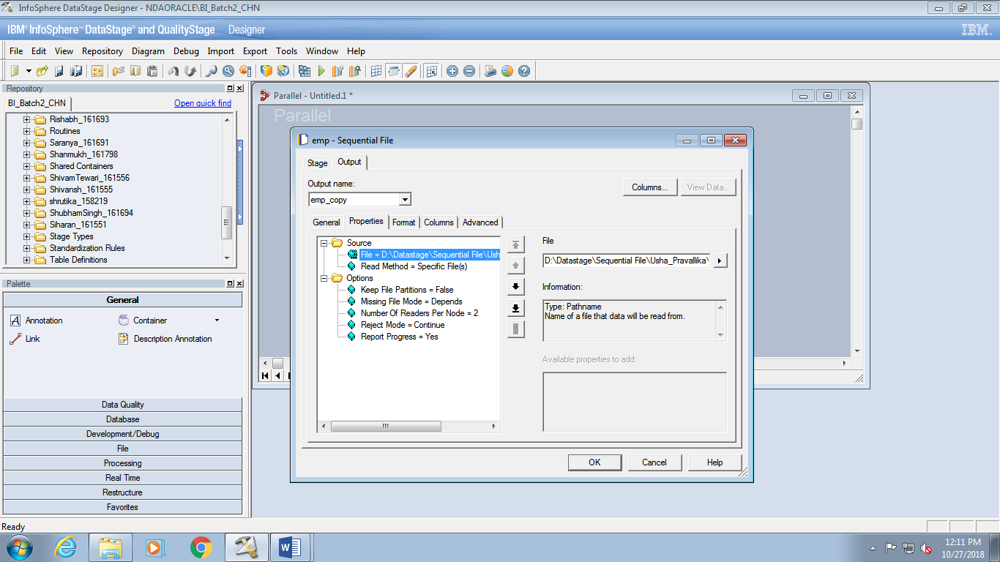 InfoSphere DataStage Designer - NDAORACLE\BI_Batch2_CHN
IBM® InfoSphere™ DataStage® and QualityStage Designer
IBM.
File Edit View Repository Diagram Debug Import Export Tools Window Help
Repository
BI_Batch2_CHN
Open quick find
Rishabh_161693
Routines
Saranya_161691
Shanmukh_161798
Shared Containers
ShivamTewari_161556
Shivansh_161555
shrutika_158219
ShubhamSingh_161694
Siharan_161551
Stage Types
Standardization Rules
Table Definitions
Palette
General
Annotation
Container
Link
Description Annotation
Data Quality
Database
Development/Debug
File
Processing
Real Time
Restructure
Favorites
Parallel - Untitled.1 *
Parallel
emp - Sequential File
Stage Output
Output name:
emp_copy
Columns...
View Data...
General Properties Format Columns Advanced
Source
File = D:\Datastage\Sequential File\Ush
Read Method = Specific File(s)
Options
Keep File Partitions = False
Missing File Mode = Depends
Number Of Readers Per Node = 2
Reject Mode = Continue
Report Progress = Yes
File
D:\Datastage\Sequential File\Usha_Pravallika\
Information:
Type: Pathname
Name of a file that data will be read from.
Available properties to add:
OK Cancel Help
Ready
12:11 PM
10/27/2018